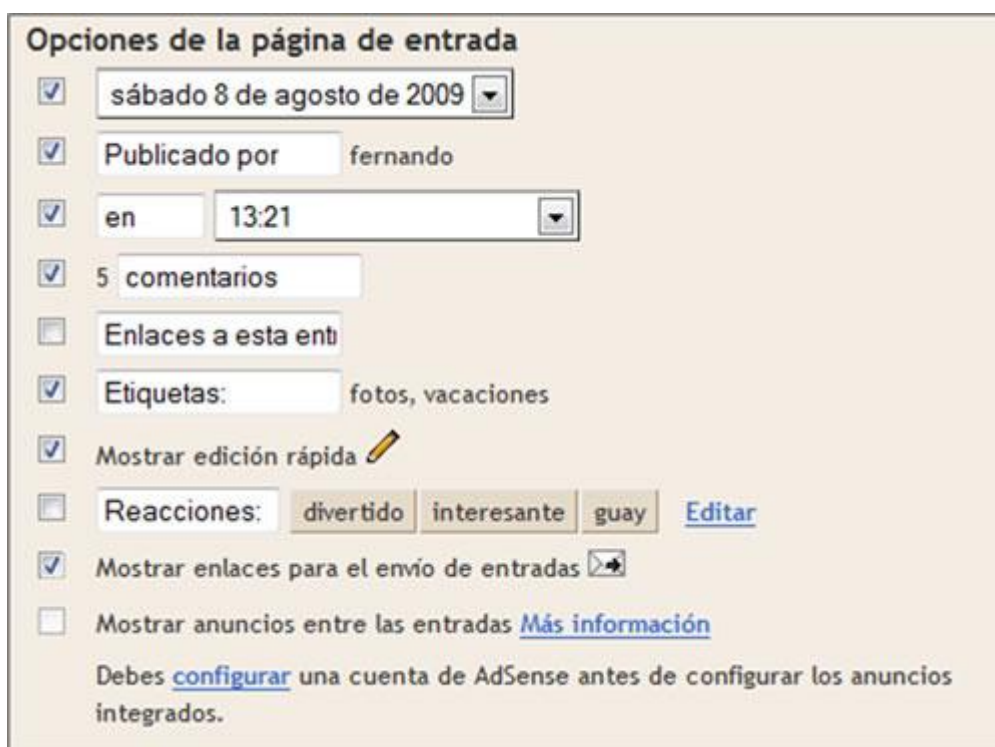 Opciones de la página de entrada
sábado 8 de agosto de 2009
Publicado por fernando
en 13:21
5 comentarios
Enlaces a esta
Etiquetas: fotos, vacaciones
Mostrar edición rápida
Reacciones: divertido interesante guay Editar
Mostrar enlaces para el envío de entradas
Mostrar anuncios entre las entradas Más información
Debes configurar una cuenta de AdSense antes de configurar los anuncios
integrados.